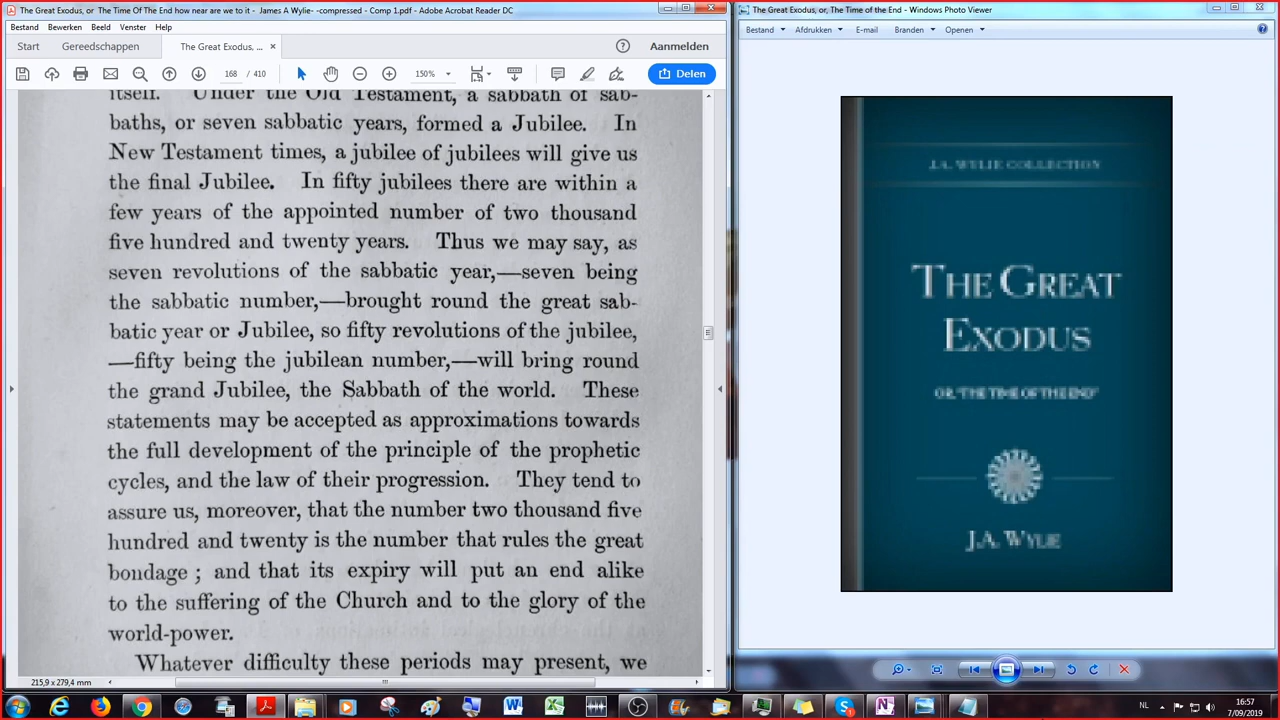 The Great Exodus, or The Time Of The End how near are we to it - James A Wylie- -compressed - Comp 1.pdf - Adobe Acrobat Reader DC
Bestand Bewerken Beeld Venster Help
Start Gereedschappen The Great Exodus, ... × Aanmelden
168 / 410 150% Delen
itself. Under the Old Testament, a sabbath of sab-
baths, or seven sabbatic years, formed a Jubilee. In
New Testament times, a jubilee of jubilees will give us
the final Jubilee. In fifty jubilees there are within a
few years of the appointed number of two thousand
five hundred and twenty years. Thus we may say, as
seven revolutions of the sabbatic year,—seven being
the sabbatic number,—brought round the great sab-
batic year or Jubilee, so fifty revolutions of the jubilee,
—fifty being the jubilean number,—will bring round
the grand Jubilee, the Sabbath of the world. These
statements may be accepted as approximations towards
the full development of the principle of the prophetic
cycles, and the law of their progression. They tend to
assure us, moreover, that the number two thousand five
hundred and twenty is the number that rules the great
bondage ; and that its expiry will put an end alike
to the suffering of the Church and to the glory of the
world-power.
Whatever difficulty these periods may present, we
215,9 x 279,4 mm
The Great Exodus, or, The Time of the End - Windows Photo Viewer
Bestand Afdrukken E-mail Branden Openen
J.A. WYLIE COLLECTION
THE GREAT
EXODUS
OR, "THE TIME OF THE END"
J.A. WYLIE
NL 16:57
7/09/2019